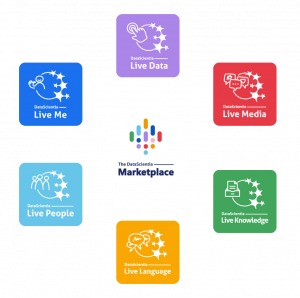 DataScientia
Live Data
DataScientia
Live Me
DataScientia
Live Media
The DataScientia
Marketplace
DataScientia
Live People
DataScientia
Live Knowledge
DataScientia
Live Language